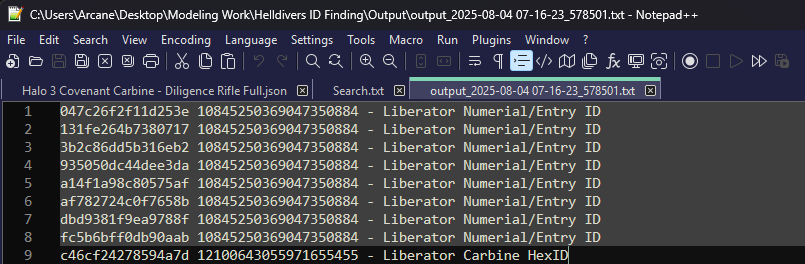 C:\Users\Arcane\Desktop\Modeling Work\Helldivers ID Finding\Output\output_2025-08-04 07-16-23_578501.txt - Notepad++
File Edit Search View Encoding Language Settings Tools Macro Run Plugins Window ?
Halo 3 Covenant Carbine - Diligence Rifle Full.json Search.txt output_2025-08-04 07-16-23_578501.txt
1 047c26f2f11d253e 10845250369047350884 - Liberator Numerial/Entry ID
2 131fe264b7380717 10845250369047350884 - Liberator Numerial/Entry ID
3 3b2c86dd5b316eb2 10845250369047350884 - Liberator Numerial/Entry ID
4 935050dc44dee3da 10845250369047350884 - Liberator Numerial/Entry ID
5 a14f1a98c80575af 10845250369047350884 - Liberator Numerial/Entry ID
6 af782724c0f7658b 10845250369047350884 - Liberator Numerial/Entry ID
7 dbd9381f9ea9788f 10845250369047350884 - Liberator Numerial/Entry ID
8 fc5b6bff0db90aab 10845250369047350884 - Liberator Numerial/Entry ID
9 c46cf24278594a7d 12100643055971655455 - Liberator Carbine HexID